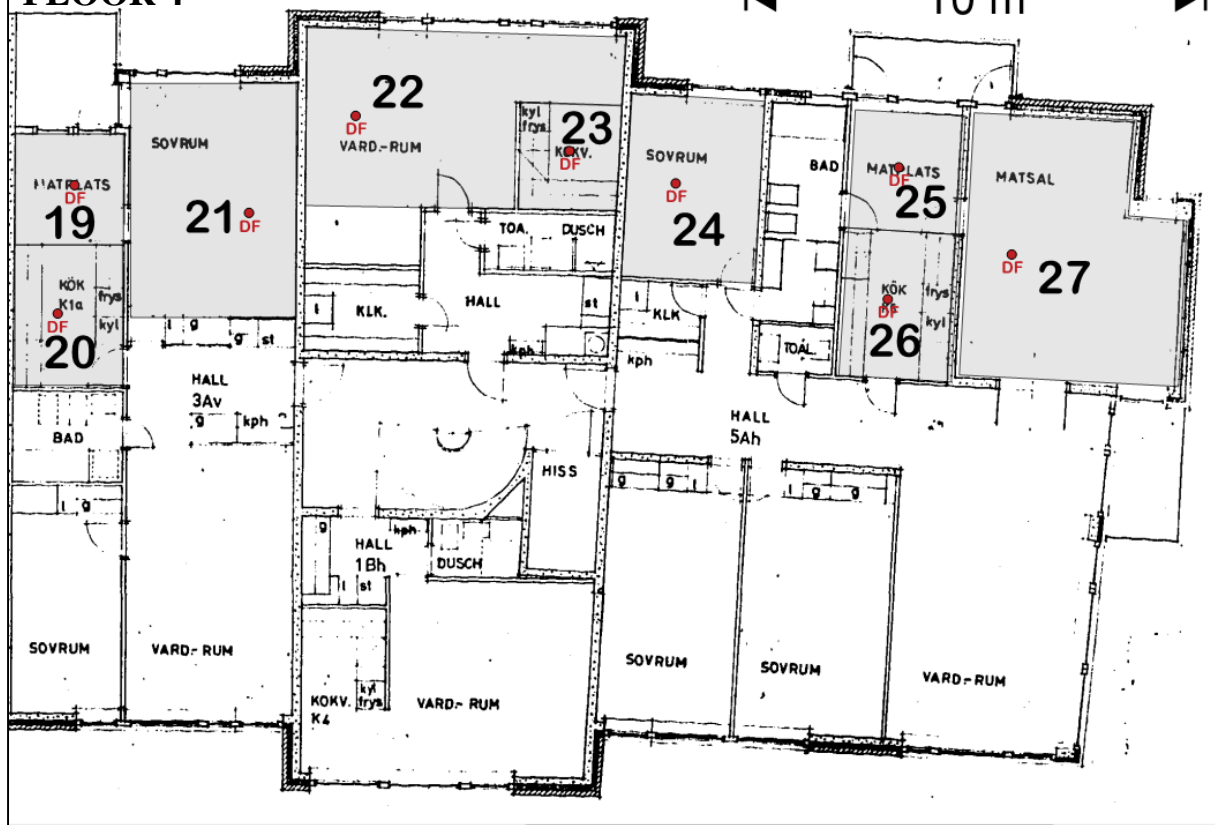 FLOOR 4
10 m
22
DF
VARD.-RUM
kyl
frys
23
KOKV.
DF
SOVRUM
21
DF
MATPLATS
DF
19
KÖK
K1a
frys
kyl
DF
20
SOVRUM
DF
24
BAD
MATPLATS
DF
25
MATSAL
DF
27
KÖK
DF
frys
kyl
26
TOA.
DUSCH
HALL
st
KLK.
l
kph
l
g
g
st
HALL
3Av
g
kph
BAD
l
g
l
KLK
kph
TOAL.
HALL
5Ah
HISS
g
kph
HALL
1Bh
l
st
DUSCH
g
g
l
l
g
g
SOVRUM
VARD.-RUM
KOKV.
K4
kyl
frys
VARD.-RUM
SOVRUM
SOVRUM
VARD.-RUM